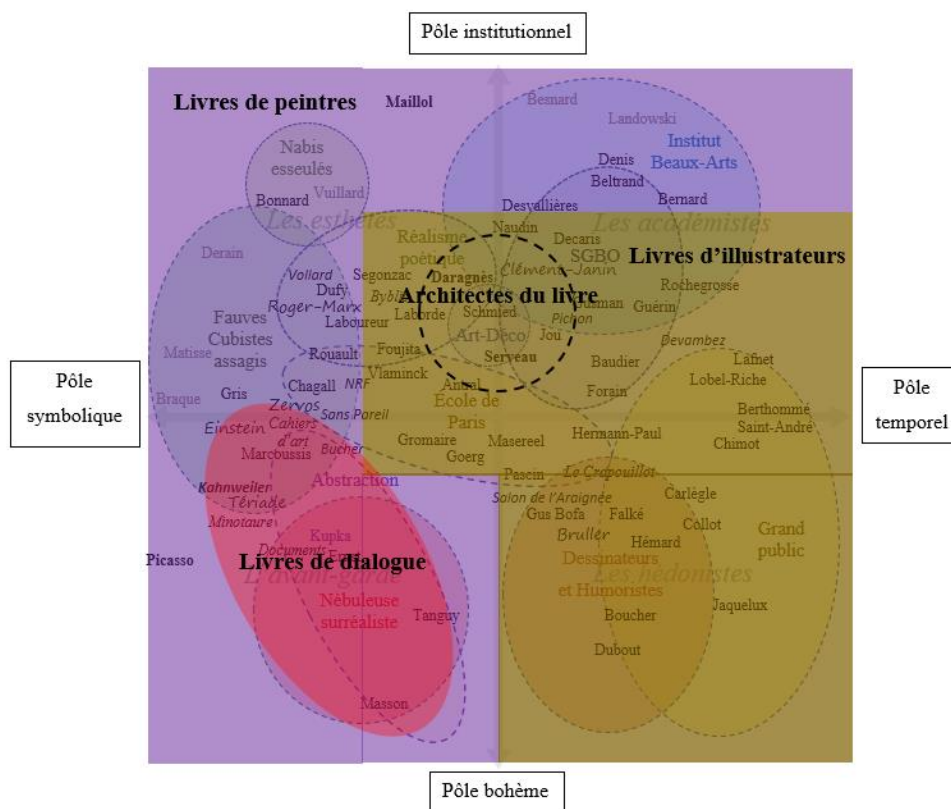 Pôle institutionnel
Livres de peintres
Maillol
Besnard
Landowski
Institut
Beaux-Arts
Nabis
esseulés
Denis
Beltrand
Vuillard
Bonnard
Bernard
Desvallières
Les esthètes
Les académistes
Naudin
Réalisme
poétique
Decaris
Derain
SGBO
Livres d'illustrateurs
Clément-Janin
Vollard
Segonzac
Daragnès
Rochegrosse
Dufy
Byblis
Architectes du livre
Roger-Marx
Guérin
Laborde
Schmied
Pichon
Fauves
Cubistes
assagis
Laboureur
Art-Déco
Jou
Devambez
Matisse
Rouault
Foujita
Serveau
Lafnet
Pôle
symbolique
Vlaminck
Baudier
Lobel-Riche
Pôle
temporel
Braque
Gris
Chagall
NRF
Antral
Forain
École de
Paris
Zervos
Sans Pareil
Berthommé
Saint-André
Einstein
Cahiers
d'art
Gromaire
Masereel
Hermann-Paul
Chimot
Marcoussis
Bucher
Goerg
Kahnweiler
Abstraction
Pascin
Le Crapouillot
Tériade
Salon de l'Araignée
Carlègle
Minotaure
Gus Bofa
Falké
Collot
Grand
public
Kupka
Bruller
Hémard
Picasso
Documents
Livres de dialogue
Dessinateurs
et Humoristes
L'avant-garde
Les hédonistes
Nébuleuse
surréaliste
Tanguy
Boucher
Jaquelux
Dubout
Masson
Pôle bohème